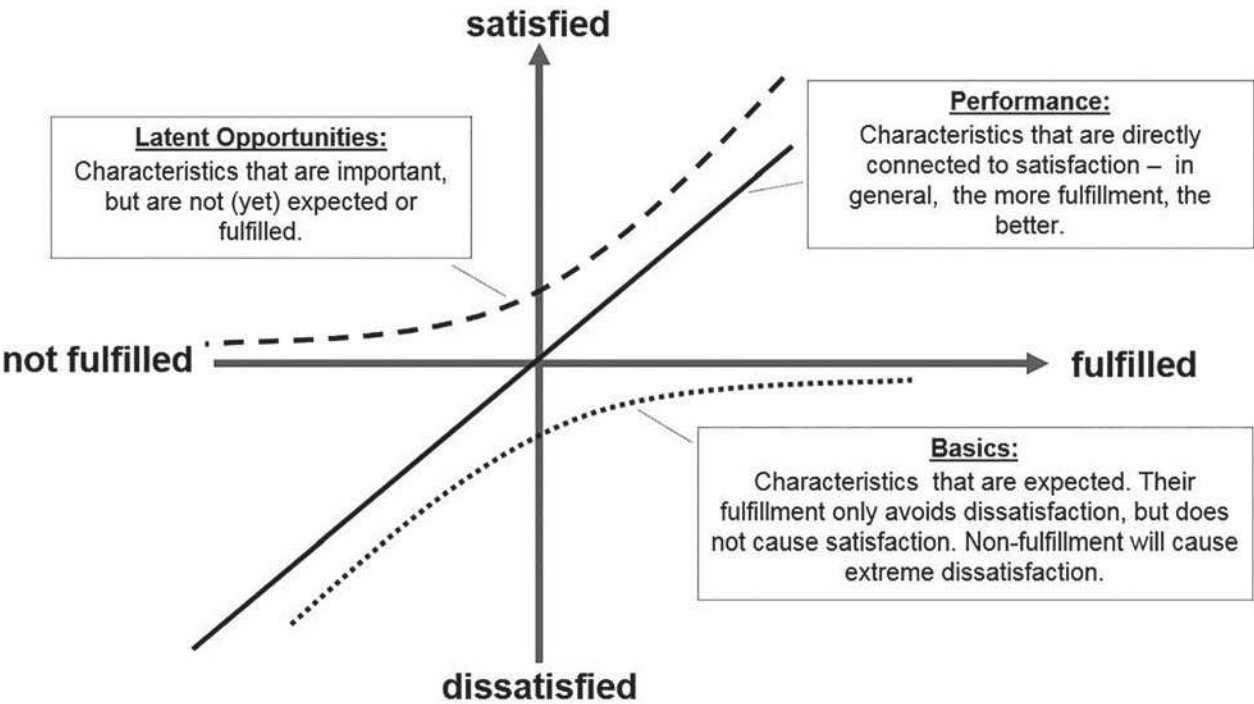 satisfied
Latent Opportunities:
Characteristics that are important,
but are not (yet) expected or
fulfilled.
Performance:
Characteristics that are directly
connected to satisfaction – in
general, the more fulfillment, the
better.
not fulfilled
fulfilled
Basics:
Characteristics that are expected. Their
fulfillment only avoids dissatisfaction, but does
not cause satisfaction. Non-fulfillment will cause
extreme dissatisfaction.
dissatisfied